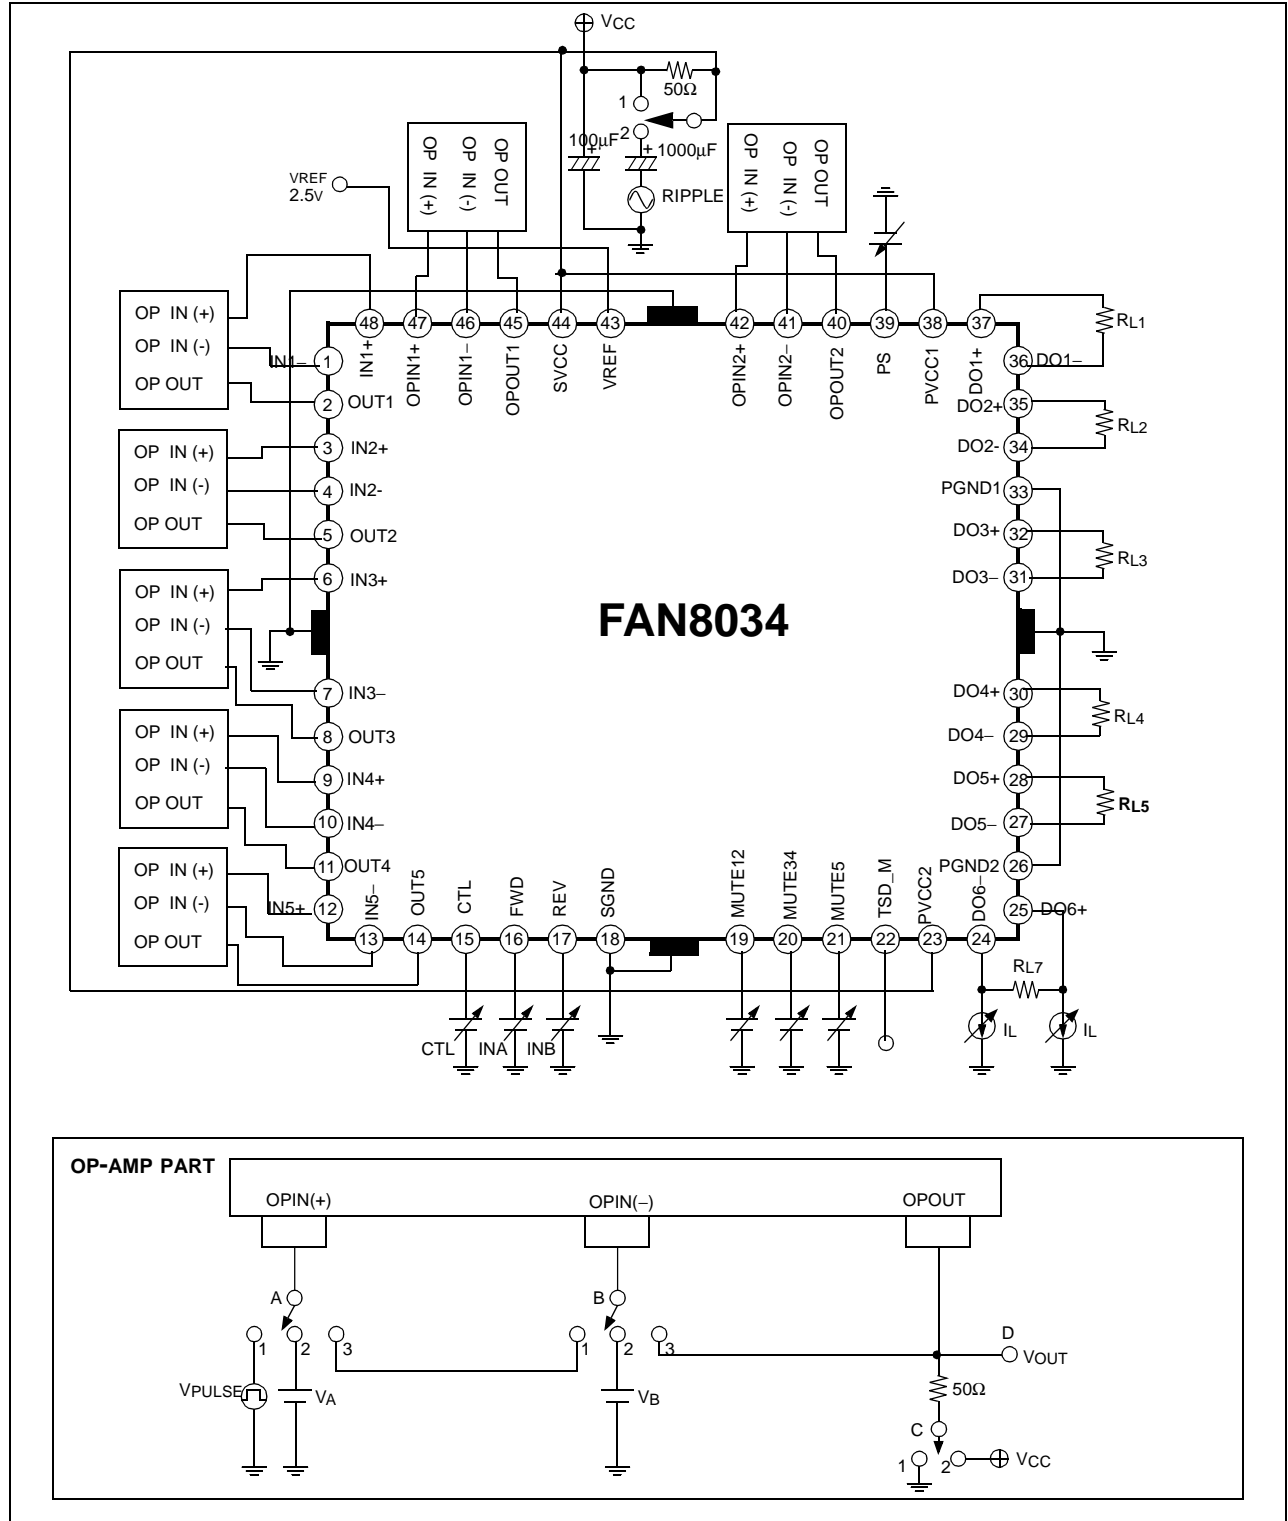 VCC
50Ω
1
2
100µF
+
+
1000µF
RIPPLE
OP IN (+)
OP IN (-)
OP OUT
OP IN (+)
OP IN (-)
OP OUT
VREF
2.5V
OP IN (+)
OP IN (-)
OP OUT
OP IN (+)
OP IN (-)
OP OUT
OP IN (+)
OP IN (-)
OP OUT
OP IN (+)
OP IN (-)
OP OUT
OP IN (+)
OP IN (-)
OP OUT
48 47 46 45 44 43 42 41 40 39 38 37
IN1+
OPIN1+
OPIN1−
OPOUT1
SVCC
VREF
OPIN2+
OPIN2−
OPOUT2
PS
PVCC1
DO1+
IN1− 1
2 OUT1
3 IN2+
4 IN2-
5 OUT2
6 IN3+
7 IN3−
8 OUT3
9 IN4+
10 IN4−
11 OUT4
IN5+ 12
FAN8034
36 DO1−
DO2+ 35
DO2- 34
PGND1 33
DO3+ 32
DO3− 31
DO4+ 30
DO4− 29
DO5+ 28
DO5− 27
PGND2 26
25 DO6+
RL1
RL2
RL3
RL4
RL5
IN5−
OUT5
CTL
FWD
REV
SGND
MUTE12
MUTE34
MUTE5
TSD_M
PVCC2
DO6−
13 14 15 16 17 18 19 20 21 22 23 24
RL7
CTL INA INB
IL IL
OP-AMP PART
OPIN(+) OPIN(−) OPOUT
A B
1 2 3 1 2 3
D
VOUT
VPULSE VA VB
50Ω
C
1 2 VCC